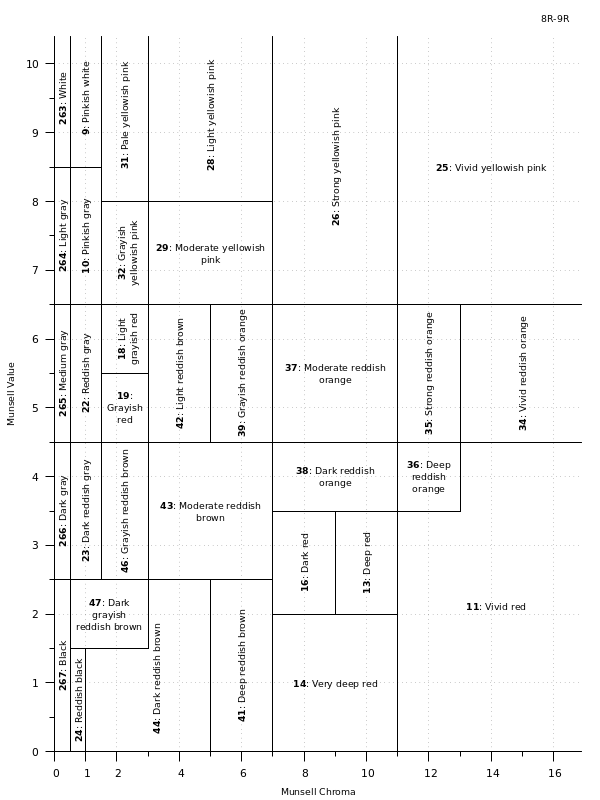 8R-9R
10
9
8
7
6
5
4
3
2
1
0
Munsell Value
263: White
9: Pinkish white
31: Pale yellowish pink
28: Light yellowish pink
26: Strong yellowish pink
25: Vivid yellowish pink
264: Light gray
10: Pinkish gray
32: Grayish
yellowish pink
29: Moderate yellowish
pink
265: Medium gray
22: Reddish gray
18: Light
grayish red
19:
Grayish
red
42: Light reddish brown
39: Grayish reddish orange
37: Moderate reddish
orange
35: Strong reddish orange
34: Vivid reddish orange
266: Dark gray
23: Dark reddish gray
46: Grayish reddish brown
43: Moderate reddish
brown
38: Dark reddish
orange
36: Deep
reddish
orange
16: Dark red
13: Deep red
11: Vivid red
267: Black
47: Dark
grayish
reddish brown
24: Reddish black
44: Dark reddish brown
41: Deep reddish brown
14: Very deep red
0
1
2
4
6
8
10
12
14
16
Munsell Chroma